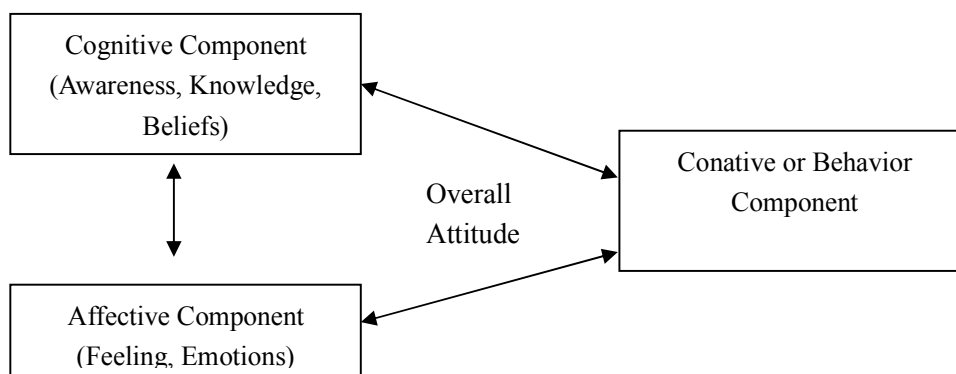 Cognitive Component
(Awareness, Knowledge,
Beliefs)
Conative or Behavior
Component
Overall
Attitude
Affective Component
(Feeling, Emotions)